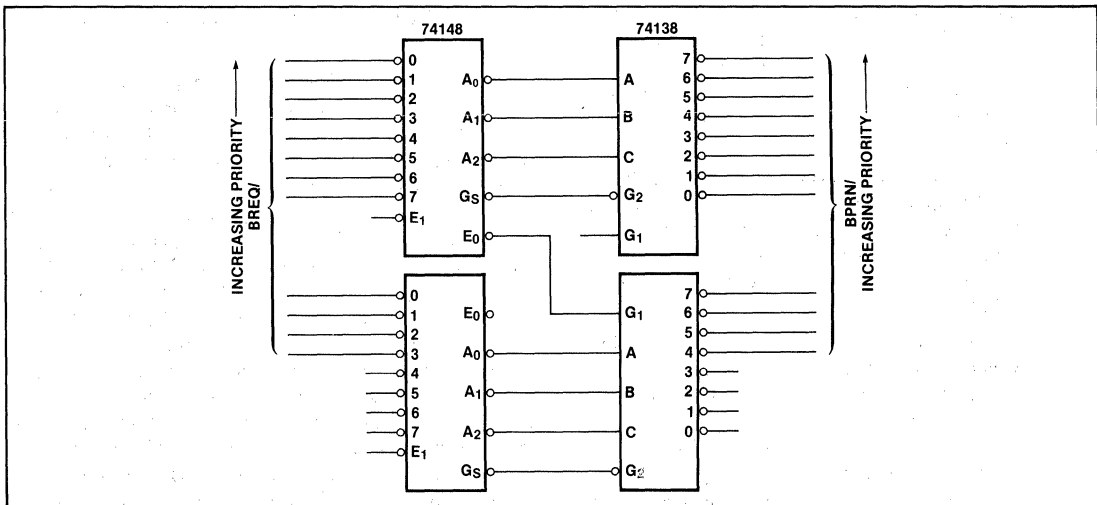 74148
74138
INCREASING PRIORITY
BREQ/
0
1
2
3
4
5
6
7
E1
A0
A1
A2
GS
E0
A
B
C
G2
G1
7
6
5
4
3
2
1
0
BPRN/
INCREASING PRIORITY
0
1
2
3
4
5
6
7
E1
E0
A0
A1
A2
GS
G1
A
B
C
G2
7
6
5
4
3
2
1
0